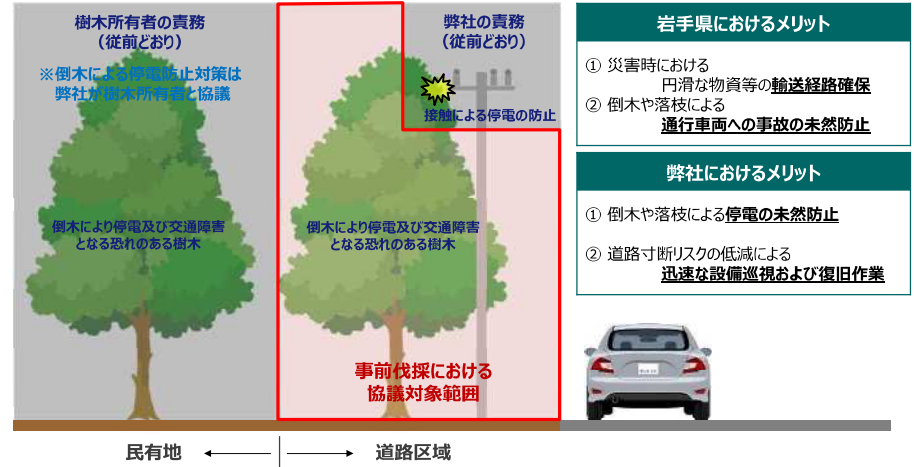 樹木所有者の責務
（従前どおり）
※倒木による停電防止対策は
弊社が樹木所有者と協議
倒木により停電及び交通障害
となる恐れのある樹木
弊社の責務
（従前どおり）
接触による停電の防止
倒木により停電及び交通障害
となる恐れのある樹木
事前伐採における
協議対象範囲
民有地
道路区域
岩手県におけるメリット
① 災害時における
円滑な物資等の輸送経路確保
② 倒木や落枝による
通行車両への事故の未然防止
弊社におけるメリット
① 倒木や落枝による停電の未然防止
② 道路寸断リスクの低減による
迅速な設備巡視および復旧作業